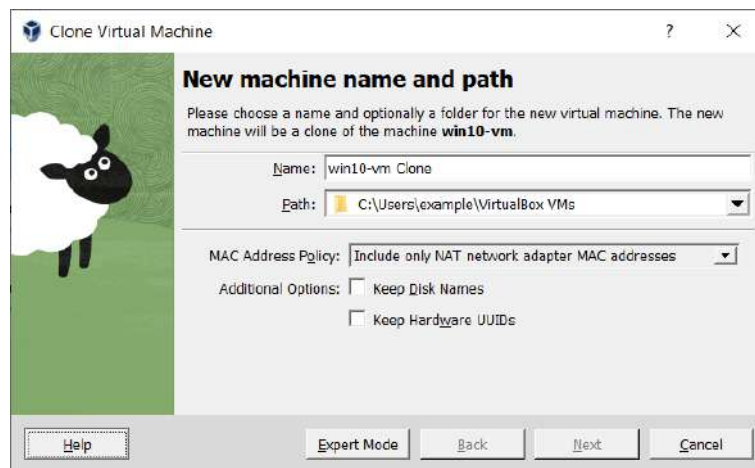 Clone Virtual Machine
New machine name and path
Please choose a name and optionally a folder for the new virtual machine. The new
machine will be a clone of the machine win10-vm.
Name: win10-vm Clone
Path: C:\Users\example\VirtualBox VMs
MAC Address Policy: Include only NAT network adapter MAC addresses
Additional Options: Keep Disk Names
Keep Hardware UUIDs
Help Expert Mode Back Next Cancel